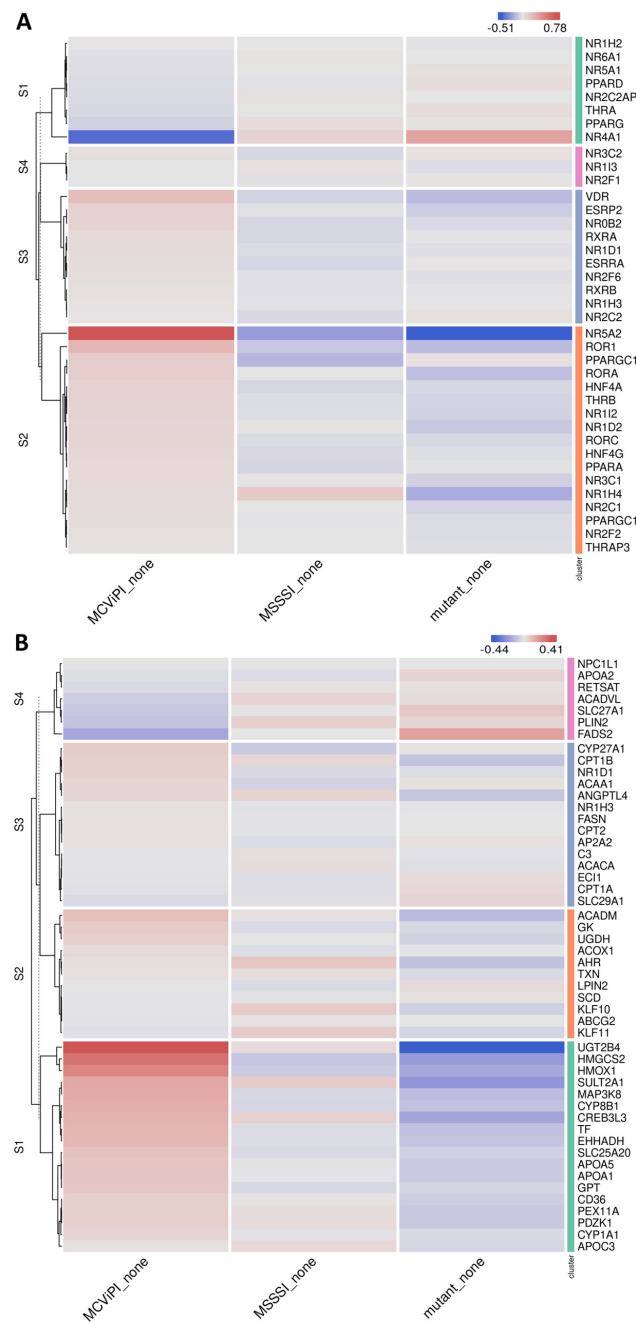 A
-0.51 0.78
S1
NR1H2
NR6A1
NR5A1
PPARD
NR2C2AP
THRA
PPARG
NR4A1
S4
NR3C2
NR1I3
NR2F1
S3
VDR
ESRP2
NR0B2
RXRA
NR1D1
ESRRA
NR2F6
RXRB
NR1H3
NR2C2
S2
NR5A2
ROR1
PPARGC1
RORA
HNF4A
THRB
NR1I2
NR1D2
RORC
HNF4G
PPARA
NR3C1
NR1H4
NR2C1
PPARGC1
NR2F2
THRAP3
cluster
MCViPI_none
MSSSI_none
mutant_none
B
-0.44 0.41
S4
NPC1L1
APOA2
RETSAT
ACADVL
SLC27A1
PLIN2
FADS2
S3
CYP27A1
CPT1B
NR1D1
ACAA1
ANGPTL4
NR1H3
FASN
CPT2
AP2A2
C3
ACACA
ECI1
CPT1A
SLC29A1
S2
ACADM
GK
UGDH
ACOX1
AHR
TXN
LPIN2
SCD
KLF10
ABCG2
KLF11
S1
UGT2B4
HMGCS2
HMOX1
SULT2A1
MAP3K8
CYP8B1
CREB3L3
TF
EHHADH
SLC25A20
APOA5
APOA1
GPT
CD36
PEX11A
PDZK1
CYP1A1
APOC3
cluster
MCViPI_none
MSSSI_none
mutant_none